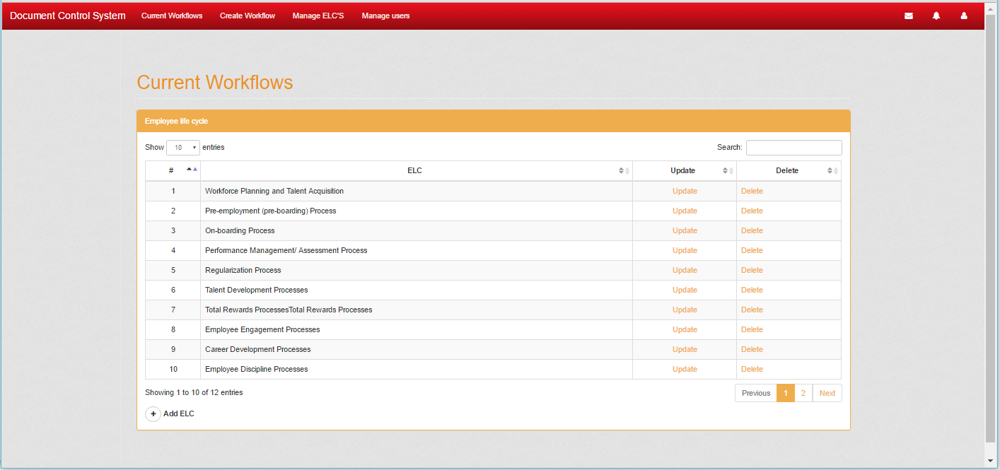 Document Control System Current Workflows Create Workflow Manage ELC'S Manage users
Current Workflows
Employee life cycle
Show 10 entries Search:
# ELC Update Delete
1 Workforce Planning and Talent Acquisition Update Delete
2 Pre-employment (pre-boarding) Process Update Delete
3 On-boarding Process Update Delete
4 Performance Management/ Assessment Process Update Delete
5 Regularization Process Update Delete
6 Talent Development Processes Update Delete
7 Total Rewards ProcessesTotal Rewards Processes Update Delete
8 Employee Engagement Processes Update Delete
9 Career Development Processes Update Delete
10 Employee Discipline Processes Update Delete
Showing 1 to 10 of 12 entries Previous 1 2 Next
+ Add ELC